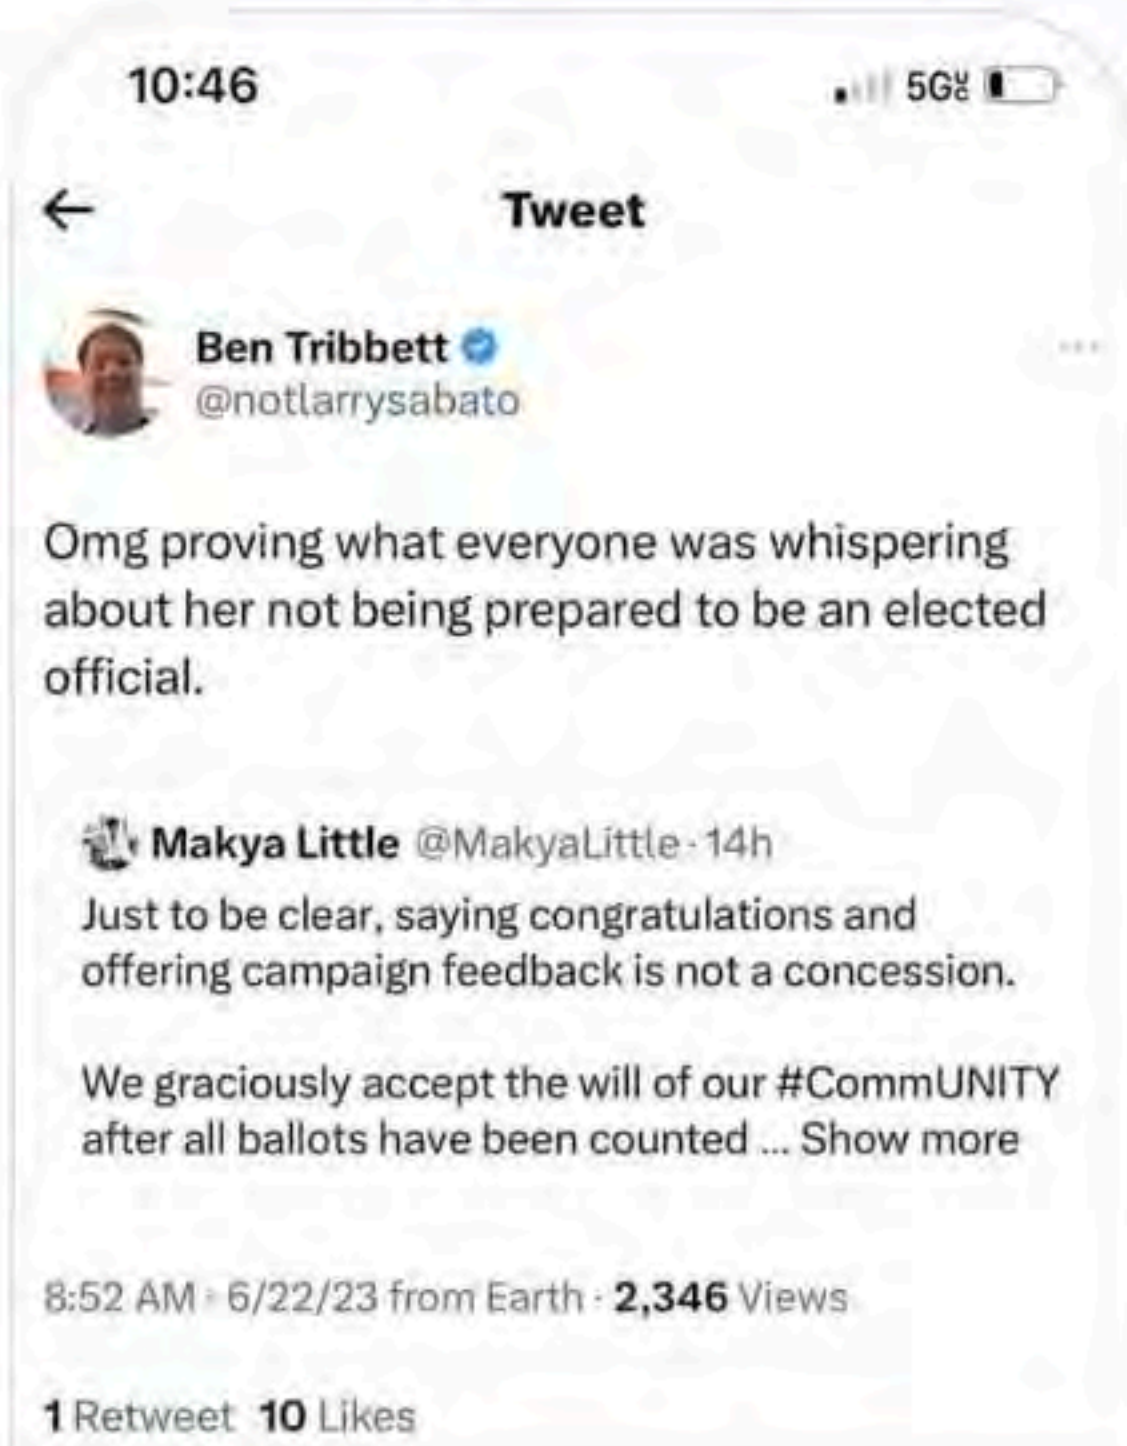 10:46
5G
Tweet
Ben Tribbett
@notlarrysabato
Omg proving what everyone was whispering
about her not being prepared to be an elected
official.
Makya Little @MakyaLittle · 14h
Just to be clear, saying congratulations and
offering campaign feedback is not a concession.
We graciously accept the will of our #CommUNITY
after all ballots have been counted ... Show more
8:52 AM · 6/22/23 from Earth · 2,346 Views
1 Retweet 10 Likes